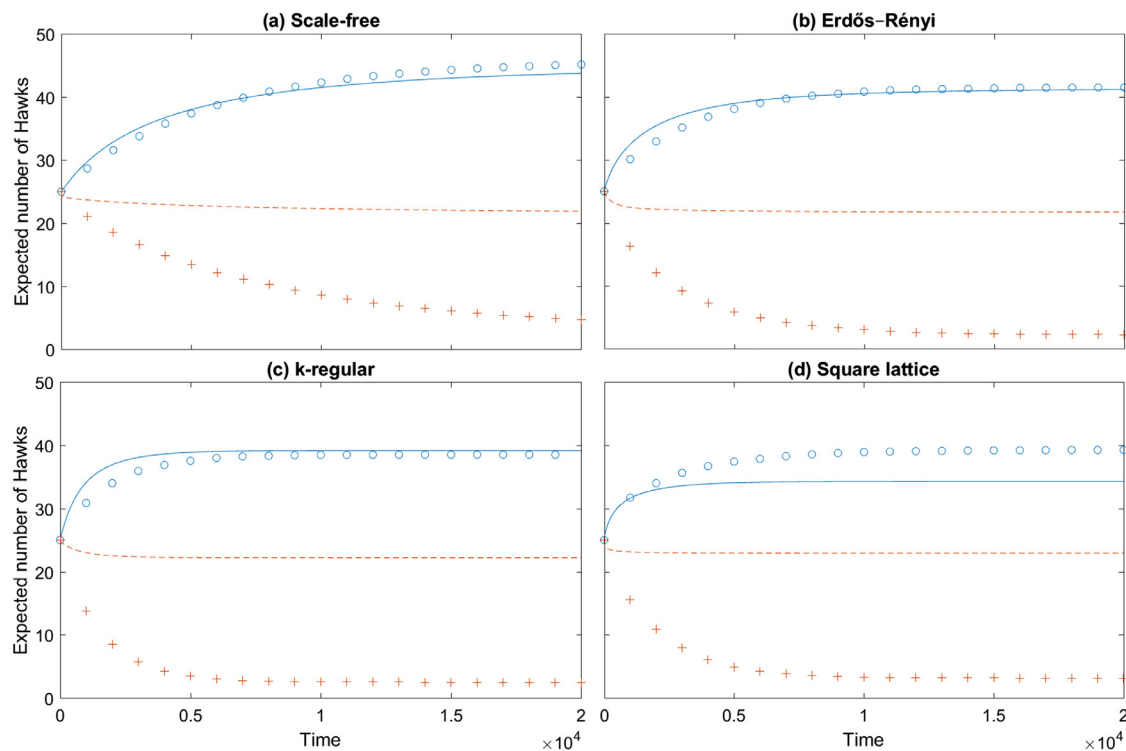 (a) Scale-free
(b) Erdős–Rényi
50
40
30
20
10
0
Expected number of Hawks
(c) k-regular
(d) Square lattice
50
40
30
20
10
0
Expected number of Hawks
0 0.5 1 1.5 2
×10⁴
Time
0 0.5 1 1.5 2
×10⁴
Time